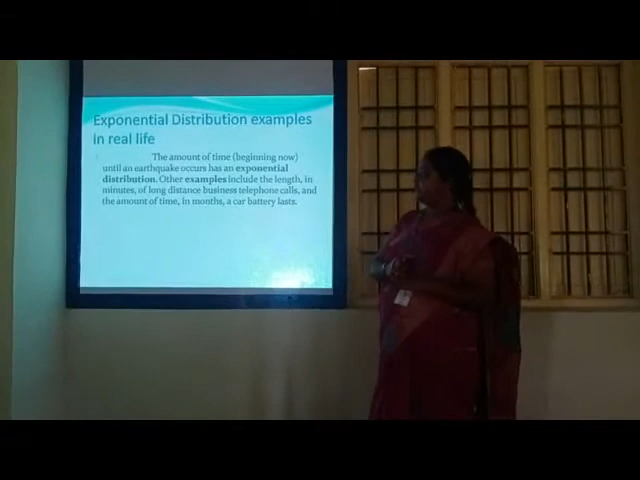 Exponential Distribution examples
in real life
The amount of time (beginning now)
until an earthquake occurs has an exponential
distribution. Other examples include the length, in
minutes, of long distance business telephone calls, and
the amount of time, in months, a car battery lasts.